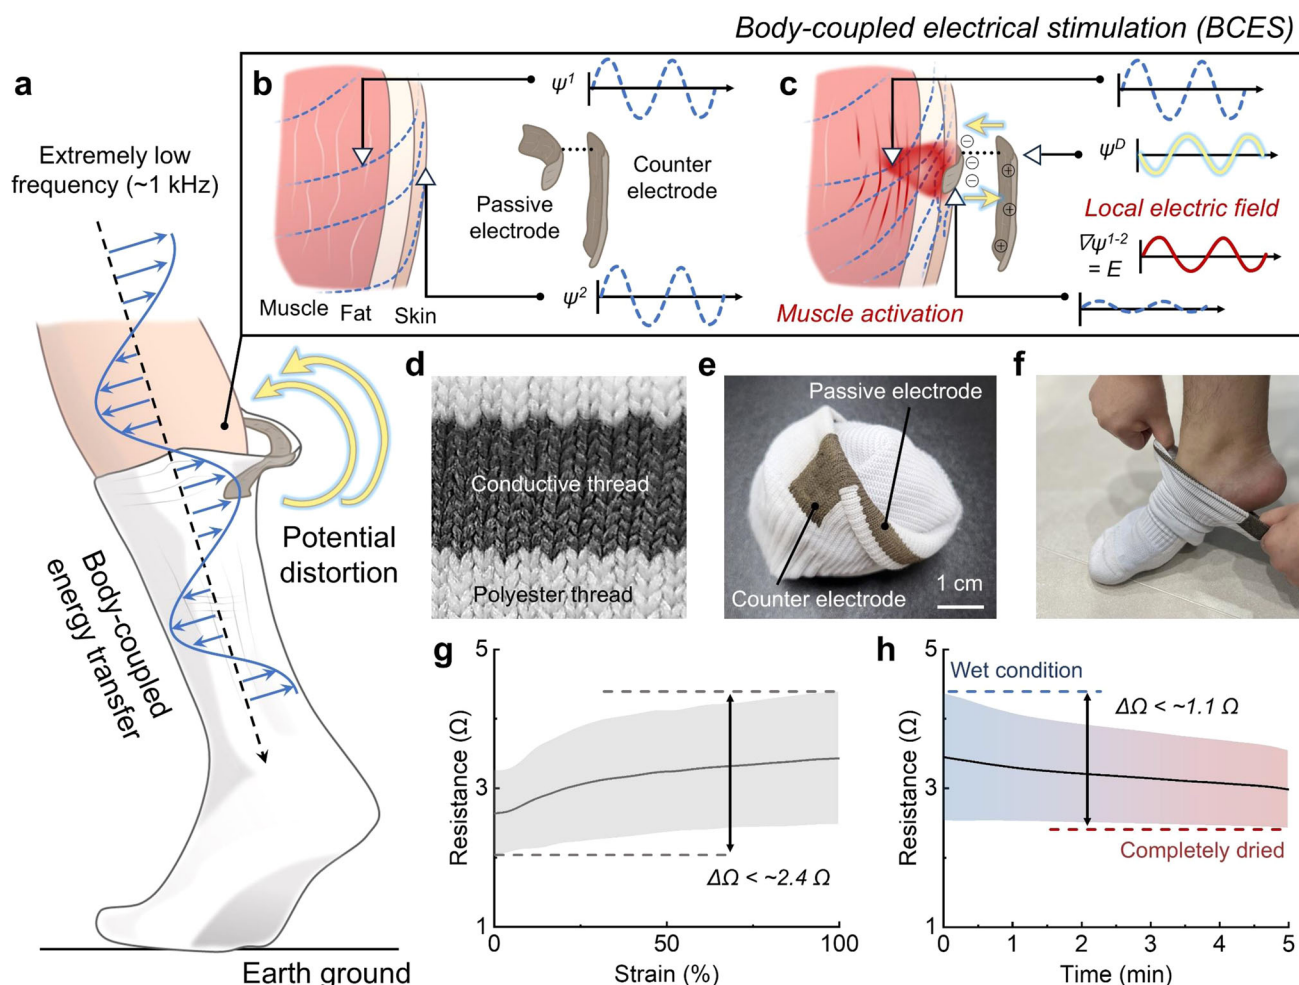 Body-coupled electrical stimulation (BCES)
a
Extremely low
frequency (~1 kHz)
Body-coupled
energy transfer
Potential
distortion
Earth ground
b
ψ¹
Counter
electrode
Passive
electrode
ψ²
Muscle
Fat
Skin
c
ψᴰ
Local electric field
∇ψ¹⁻²
= E
Muscle activation
d
Conductive thread
Polyester thread
e
Passive electrode
Counter electrode
1 cm
f
g
5
3
1
Resistance (Ω)
ΔΩ < ~2.4 Ω
0
50
100
Strain (%)
h
5
3
1
Resistance (Ω)
Wet condition
ΔΩ < ~1.1 Ω
Completely dried
0
1
2
3
4
5
Time (min)